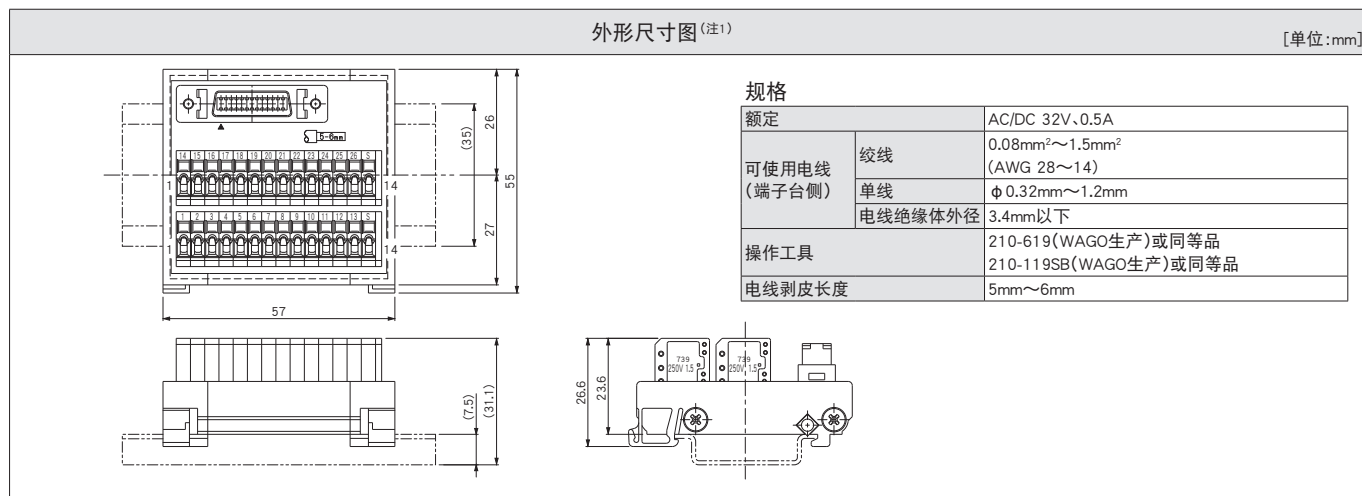 外形尺寸图(注1)
[单位:mm]
5-6mm
14 15 16 17 18 19 20 21 22 23 24 25 26 S
1 14
1 2 3 4 5 6 7 8 9 10 11 12 13 S
1 14
(35)
26
55
27
57
规格
额定 AC/DC 32V、0.5A
可使用电线
(端子台侧)
绞线 0.08mm²～1.5mm²
(AWG 28～14)
单线 φ0.32mm～1.2mm
电线绝缘体外径 3.4mm以下
操作工具 210-619(WAGO生产)或同等品
210-119SB(WAGO生产)或同等品
电线剥皮长度 5mm～6mm
(7.5)
(31.1)
26.6
23.6
739
250V 1,5
739
250V 1,5